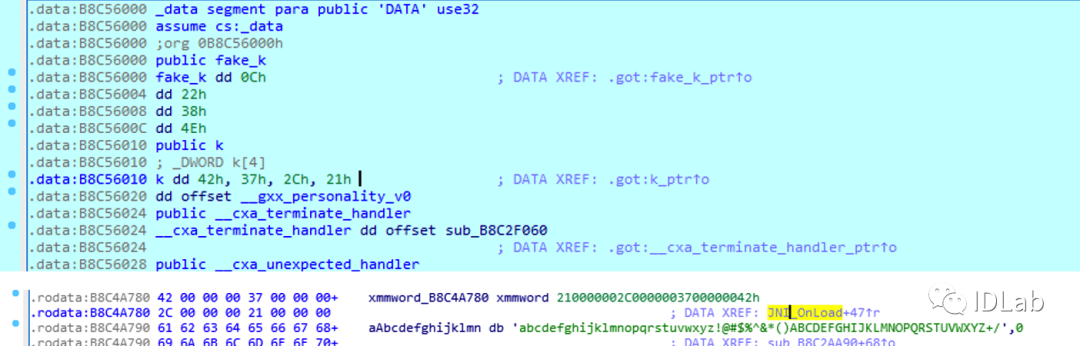 .data:B8C56000 _data segment para public 'DATA' use32
.data:B8C56000 assume cs:_data
.data:B8C56000 ;org 0B8C56000h
.data:B8C56000 public fake_k
.data:B8C56000 fake_k dd 0Ch ; DATA XREF: .got:fake_k_ptr↑o
.data:B8C56004 dd 22h
.data:B8C56008 dd 38h
.data:B8C5600C dd 4Eh
.data:B8C56010 public k
.data:B8C56010 ; _DWORD k[4]
.data:B8C56010 k dd 42h, 37h, 2Ch, 21h ; DATA XREF: .got:k_ptr↑o
.data:B8C56020 dd offset __gxx_personality_v0
.data:B8C56024 public __cxa_terminate_handler
.data:B8C56024 __cxa_terminate_handler dd offset sub_B8C2F060
.data:B8C56024 ; DATA XREF: .got:__cxa_terminate_handler_ptr↑o
.data:B8C56028 public __cxa_unexpected_handler
.rodata:B8C4A780 42 00 00 00 37 00 00 00+ xmmword_B8C4A780 xmmword 210000002C0000003700000042h
.rodata:B8C4A780 2C 00 00 00 21 00 00 00 ; DATA XREF: JNI_OnLoad+47↑r
.rodata:B8C4A790 61 62 63 64 65 66 67 68+ aAbcdefghijklmn db 'abcdefghijklmnopqrstuvwxyz!@#$%^&*()ABCDEFGHIJKLMNOPQRSTUVWXYZ+/',0
.rodata:B8C4A790 69 6A 6B 6C 6D 6E 6F 70+ ; DATA XREF: sub_B8C2AA90+68↑o
IDLab